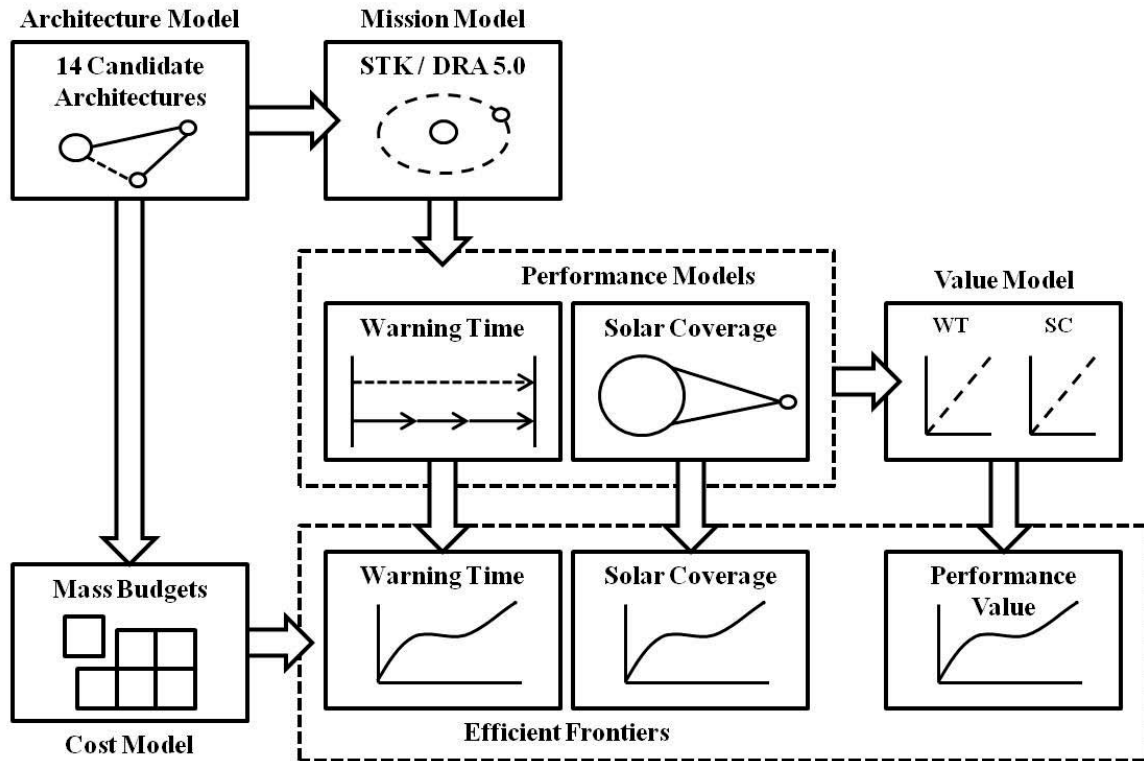 Architecture Model
Mission Model
14 Candidate
Architectures
STK / DRA 5.0
Performance Models
Value Model
Warning Time
Solar Coverage
WT
SC
Mass Budgets
Warning Time
Solar Coverage
Performance
Value
Cost Model
Efficient Frontiers